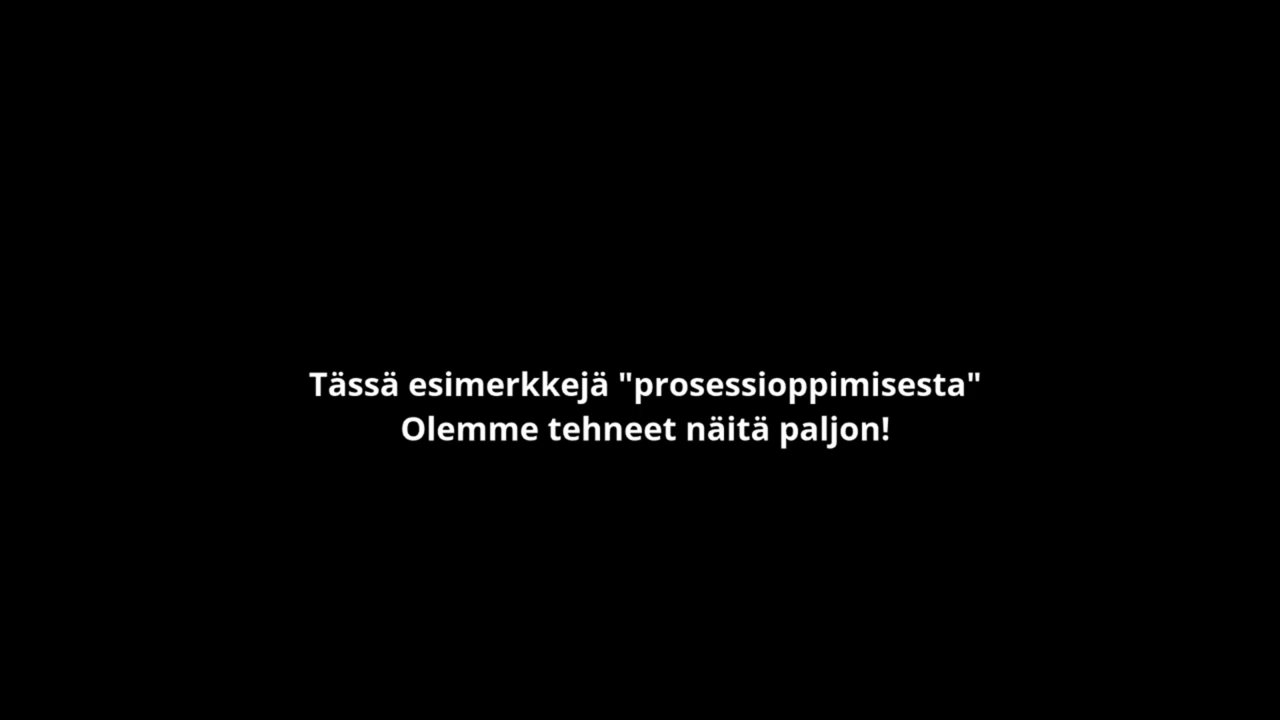 Tässä esimerkkejä "prosessioppimisesta"
Olemme tehneet näitä paljon!